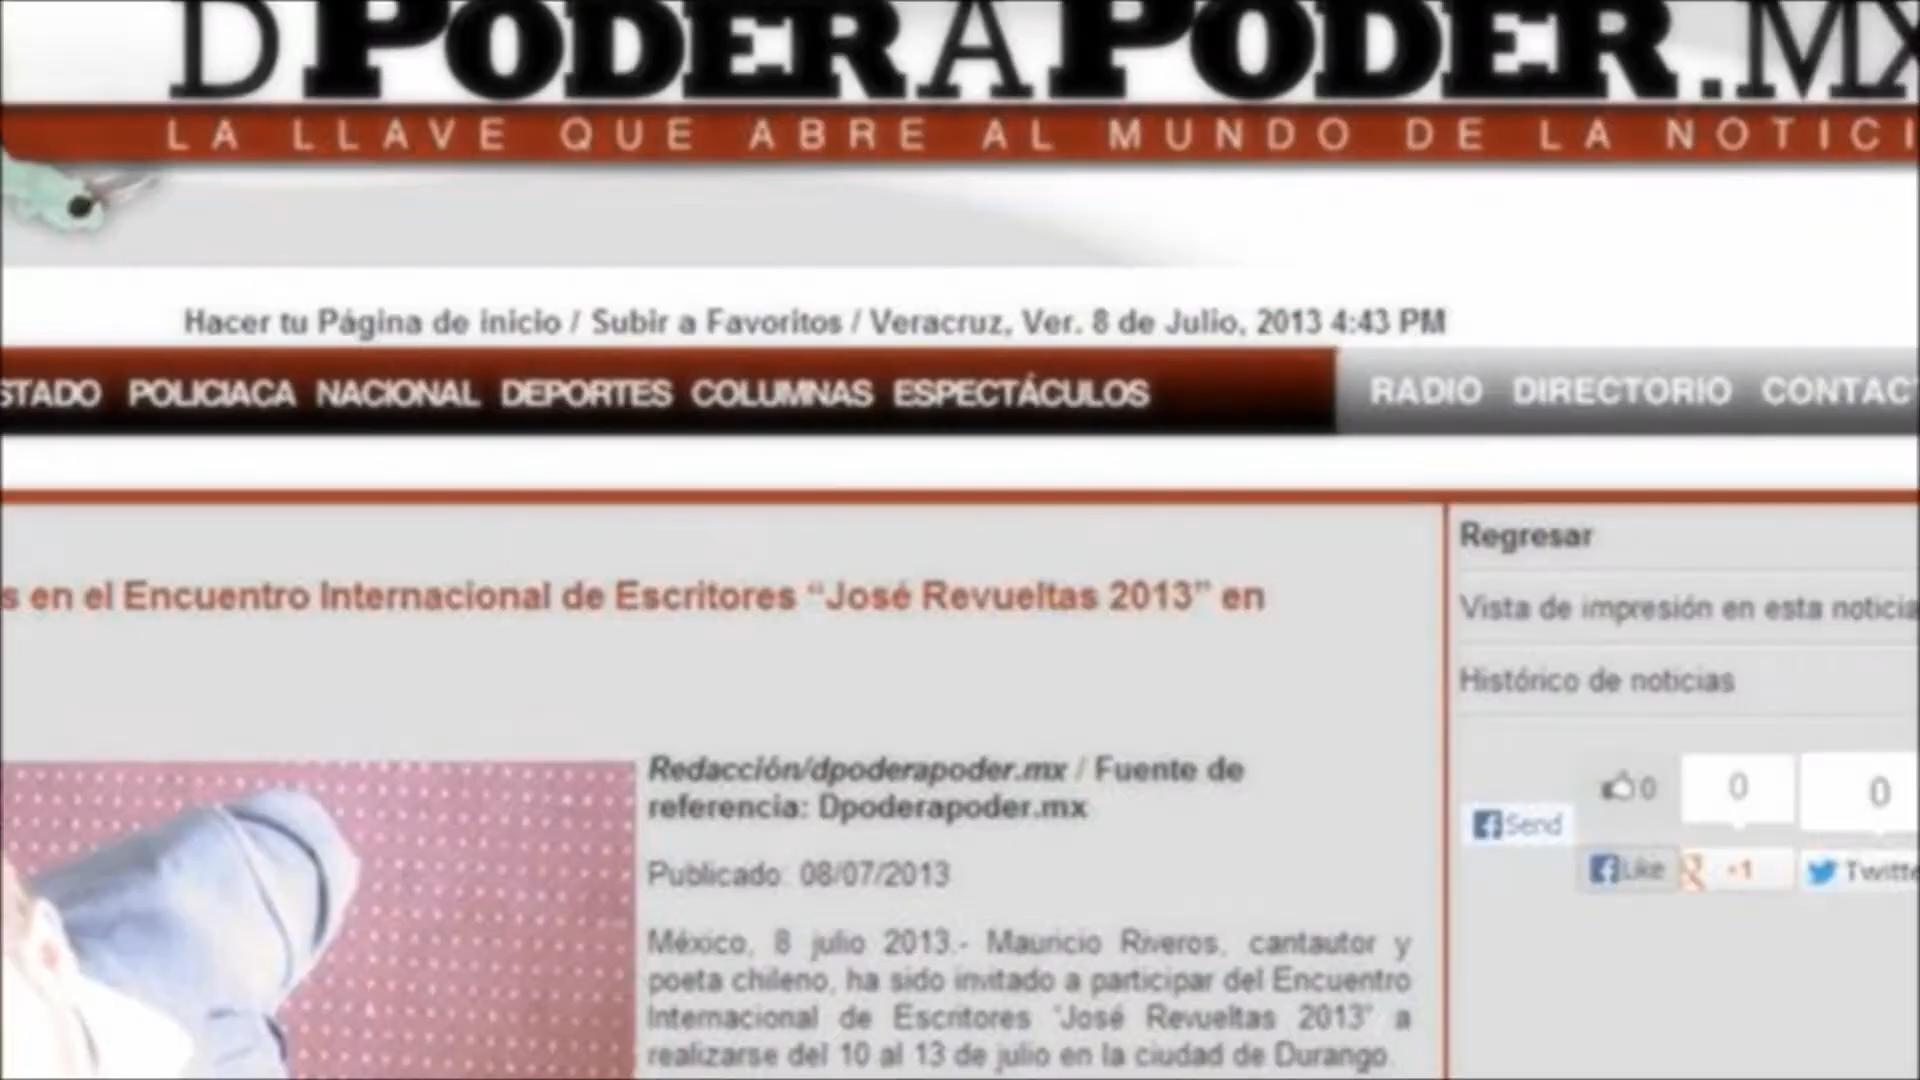 DPODERAPODER.MX
LA LLAVE QUE ABRE AL MUNDO DE LA NOTICI
Hacer tu Página de inicio / Subir a Favoritos / Veracruz, Ver. 8 de Julio, 2013 4:43 PM
STADO POLICIACA NACIONAL DEPORTES COLUMNAS ESPECTÁCULOS
RADIO DIRECTORIO CONTACT
s en el Encuentro Internacional de Escritores “José Revueltas 2013” en
Redacción/dpoderapoder.mx / Fuente de
referencia: Dpoderapoder.mx
Publicado: 08/07/2013
México, 8 julio 2013.- Mauricio Riveros, cantautor y
poeta chileno, ha sido invitado a participar del Encuentro
Internacional de Escritores "José Revueltas 2013" a
realizarse del 10 al 13 de julio en la ciudad de Durango.
Regresar
Vista de impresión en esta noticia
Histórico de noticias
0
0
0
Send
Like
+1
Twitte